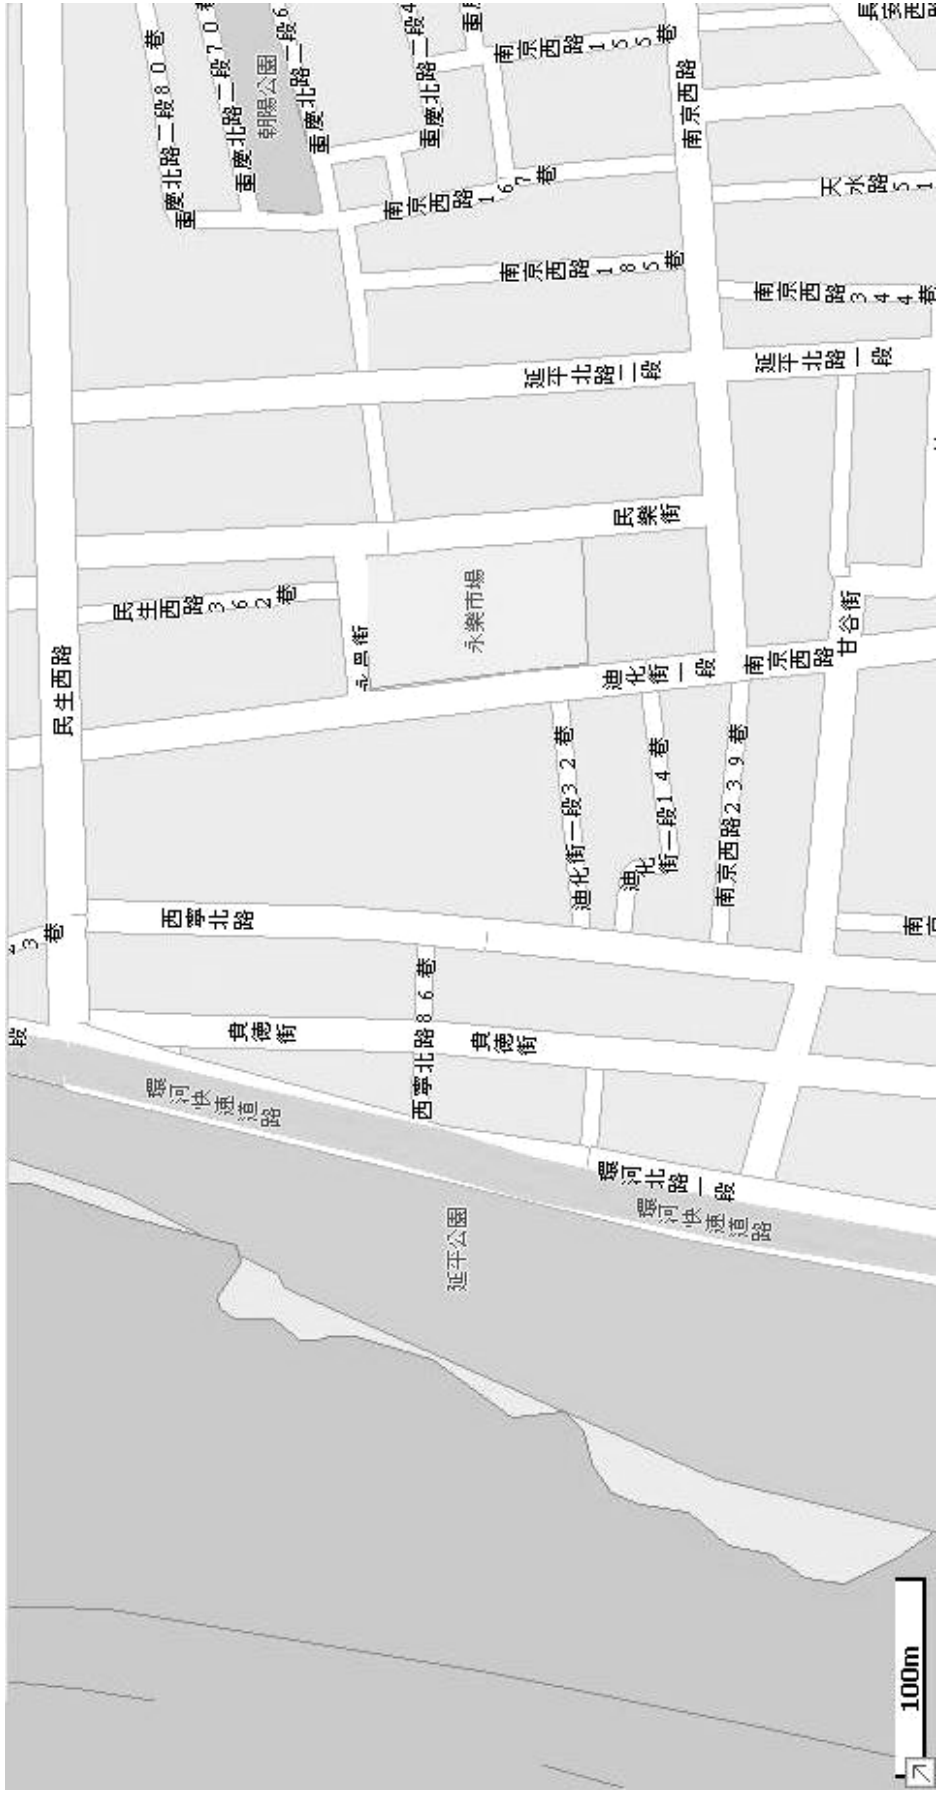 重慶北路二段80巷
重慶北路二段70巷
朝陽公園
重慶北路二段6
重慶北路二段4
南京西路155巷
南京西路
南京西路167巷
天水路51
南京西路185巷
南京西路344巷
延平北路二段
延平北路一段
民樂街
民生西路362巷
永昌街
永樂市場
民生西路
迪化街一段
南京西路
甘谷街
迪化街一段32巷
迪化街一段14巷
南京西路239巷
西寧北路
3巷
貴德街
西寧北路86巷
貴德街
段
環河快速道路
環河北路一段
環河快速道路
延平公園
100m